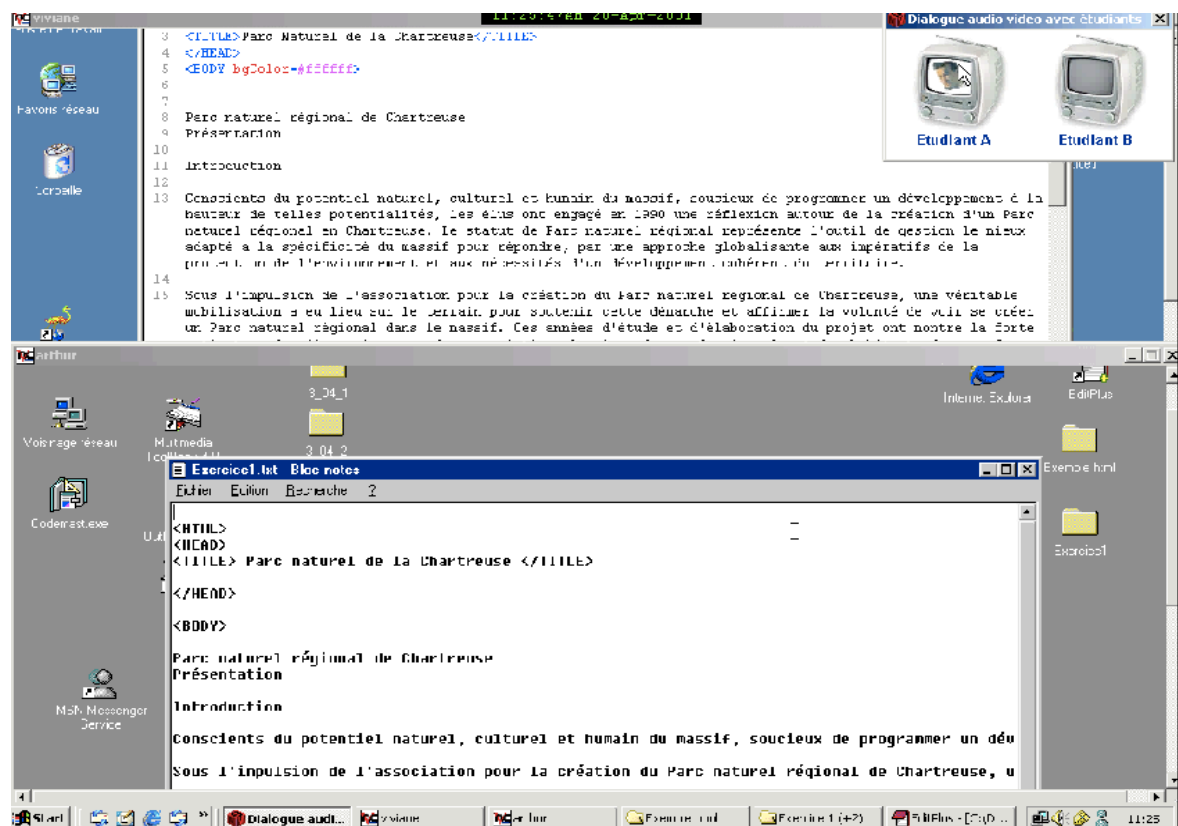 viviane
11:25:47am 20-Apr-2001
Dialogue audio video avec étudiants
Etudiant A
Etudiant B
Favoris réseau
Corbeille
3 <TITLE>Parc Naturel de la Chartreuse</TITLE>
4 </HEAD>
5 <BODY bgColor=#ffffff>
6
7
8 Parc naturel régional de Chartreuse
9 Présentation
10
11 Introduction
12
13 Conscients du potentiel naturel, culturel et humain du massif, soucieux de programmer un développement à la
hauteur de telles potentialités, les élus ont engagé en 1990 une réflexion autour de la création d'un Parc
naturel régional en Chartreuse. Le statut de Parc naturel régional représente l'outil de gestion le mieux
adapté a la spécificité du massif pour répondre, par une approche globalisante aux impératifs de la
protection de l'environnement et aux nécessités d'un développement cohérent du territoire.
14
15 Sous l'impulsion de l'association pour la création du Parc naturel régional de Chartreuse, une véritable
mobilisation a eu lieu sur le terrain pour soutenir cette démarche et affirmer la volonté de voir se créer
un Parc naturel régional dans le massif. Ces années d'étude et d'élaboration du projet ont montré la forte
arthur
3_04_1
Internet Explorer
EditPlus
Voisinage réseau
Multimedia
3_04_2
Exemple html
Codemast.exe
Exercice1
MSN Messenger
Service
Exercice1.txt Bloc notes
Fichier Edition Recherche ?
<HTML>
<HEAD>
<TITLE> Parc naturel de la Chartreuse </TITLE>
</HEAD>
<BODY>
Parc naturel régional de Chartreuse
Présentation
Introduction
Conscients du potentiel naturel, culturel et humain du massif, soucieux de programmer un dév
Sous l'inpulsion de l'association pour la création du Parc naturel régional de Chartreuse, u
Start
Dialogue audi...
viviane
arthur
Exemple html
Exercice 1 (+2)
EditPlus - [C:\D...
11:25